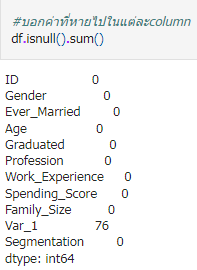 #บอกค่าที่หายไปในแต่ละcolumn
df.isnull().sum()
ID 0
Gender 0
Ever_Married 0
Age 0
Graduated 0
Profession 0
Work_Experience 0
Spending_Score 0
Family_Size 0
Var_1 76
Segmentation 0
dtype: int64